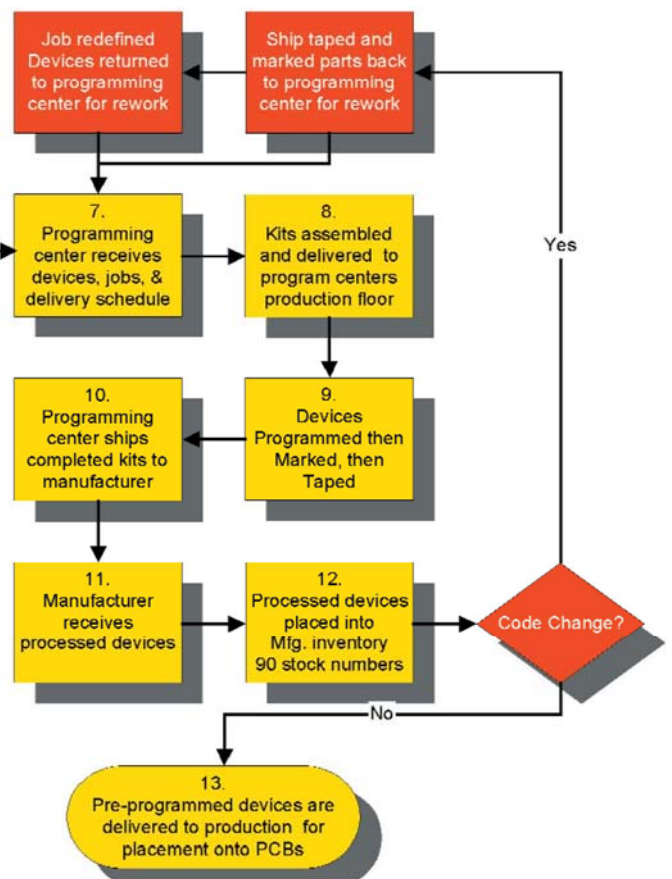 Job redefined
Devices returned
to programming
center for rework
Ship taped and
marked parts back
to programming
center for rework
7.
Programming
center receives
devices, jobs, &
delivery schedule
8.
Kits assembled
and delivered to
program centers
production floor
Yes
10.
Programming
center ships
completed kits to
manufacturer
9.
Devices
Programmed then
Marked, then
Taped
11.
Manufacturer
receives
processed devices
12.
Processed devices
placed into
Mfg. inventory
90 stock numbers
Code Change?
No
13.
Pre-programmed devices are
delivered to production for
placement onto PCBs